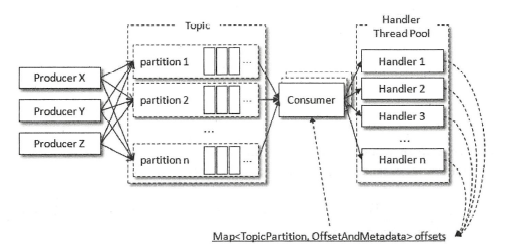 Topic
Handler
Thread Pool
partition 1
...
Handler 1
Producer X
Handler 2
partition 2
...
Consumer
Producer Y
Handler 3
...
...
Producer Z
partition n
...
Handler n
Map<TopicPartition, OffsetAndMetadata> offsets